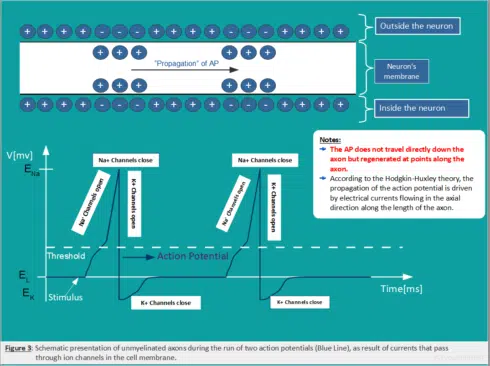 Outside the neuron
"Propagation" of AP
Neuron's
membrane
Inside the neuron
Notes:
The AP does not travel directly down the
axon but regenerated at points along the
axon.
According to the Hodgkin-Huxley theory, the
propagation of the action potential is driven
by electrical currents flowing in the axial
direction along the length of the axon.
V[mv]
Na+ Channels close
Na+ Channels close
E Na
Na+ Channels open
K+ Channels open
Na+ Channels open
K+ Channels open
Threshold
Action Potential
E L
Time[ms]
E K
Stimulus
K+ Channels close
K+ Channels close
Figure 3: Schematic presentation of unmyelinated axons during the run of two action potentials (Blue Line), as result of currents that pass
through ion channels in the cell membrane.